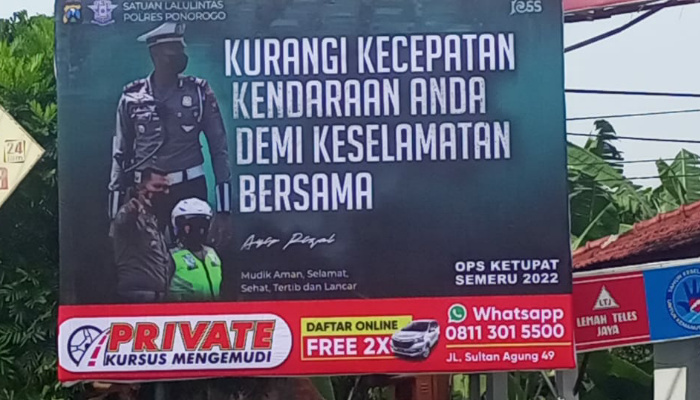 SATUAN LALULINTAS
POLRES PONOROGO
KURANGI KECEPATAN
KENDARAAN ANDA
DEMI KESELAMATAN
BERSAMA
Mudik Aman, Selamat,
Sehat, Tertib dan Lancar
OPS KETUPAT
SEMERU 2022
PRIVATE
KURSUS MENGEMUDI
DAFTAR ONLINE
FREE 2X
Whatsapp
0811 301 5500
JL. Sultan Agung 49
24
LTJ
LEMAH TELES
JAYA